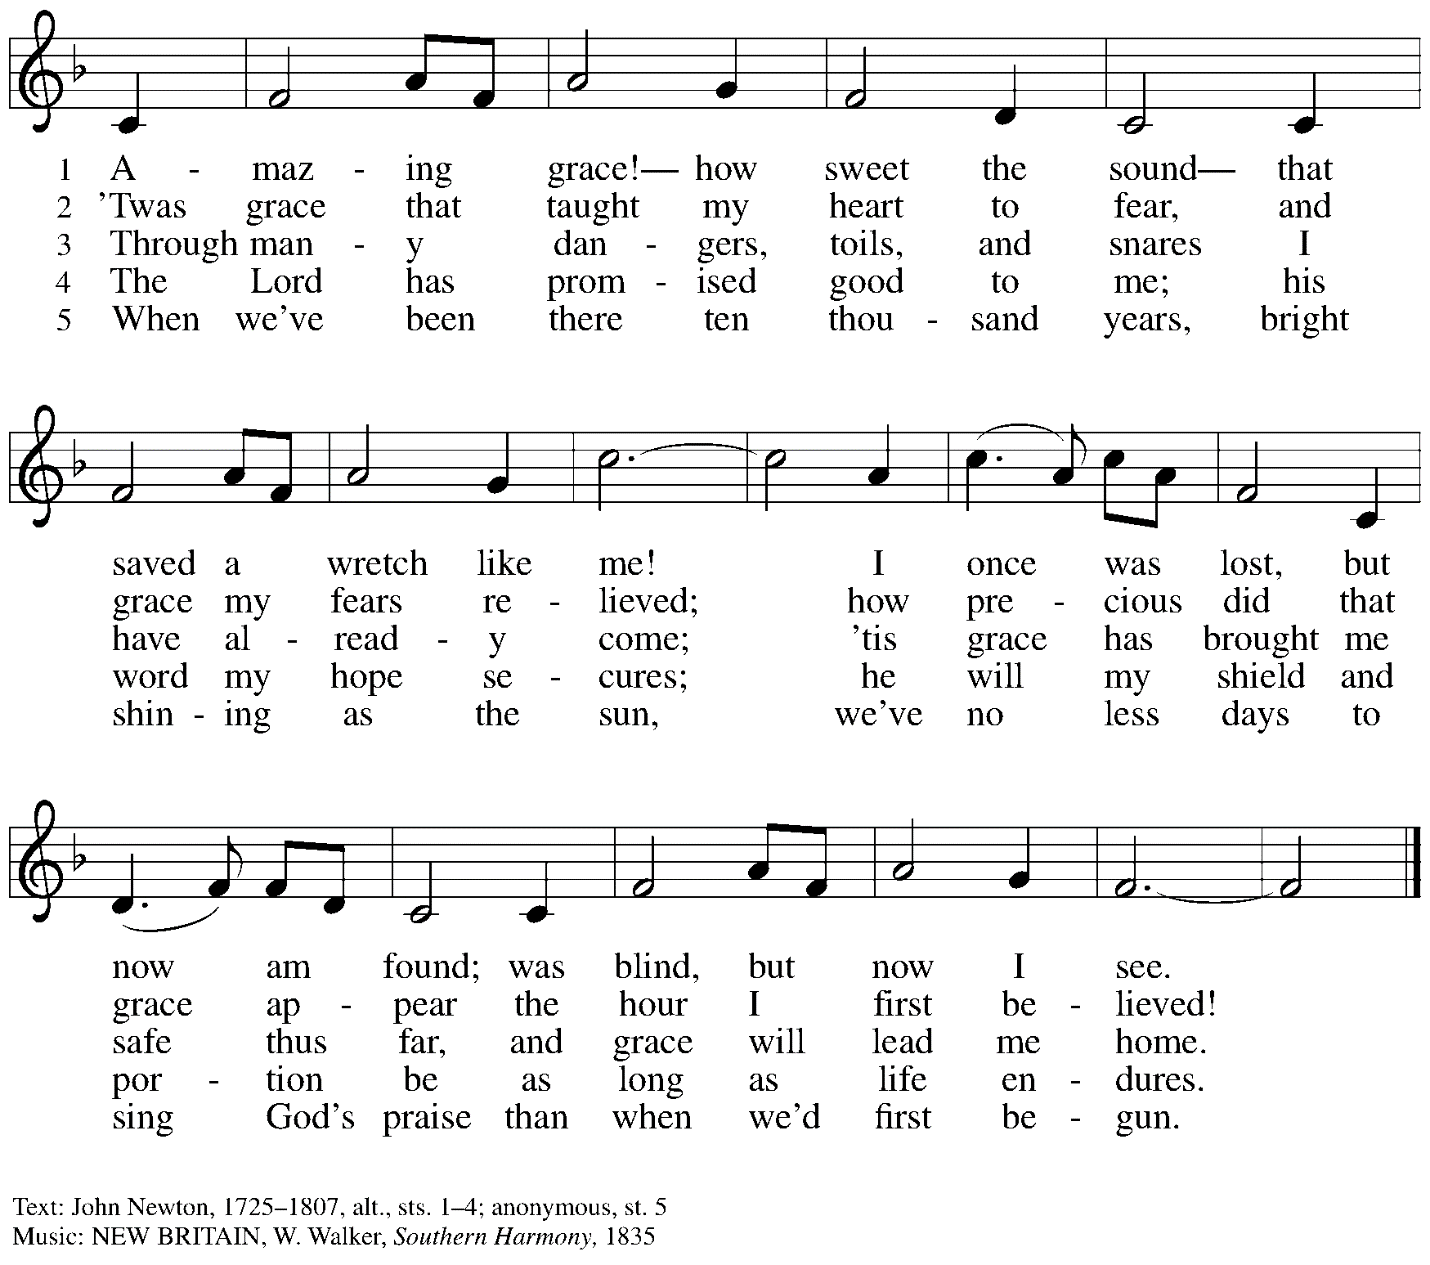 1 A - maz - ing grace!— how sweet the sound— that
2 ’Twas grace that taught my heart to fear, and
3 Through man - y dan - gers, toils, and snares I
4 The Lord has prom - ised good to me; his
5 When we’ve been there ten thou - sand years, bright
saved a wretch like me! I once was lost, but
grace my fears re - lieved; how pre - cious did that
have al - read - y come; ’tis grace has brought me
word my hope se - cures; he will my shield and
shin - ing as the sun, we’ve no less days to
now am found; was blind, but now I see.
grace ap - pear the hour I first be - lieved!
safe thus far, and grace will lead me home.
por - tion be as long as life en - dures.
sing God’s praise than when we’d first be - gun.
Text: John Newton, 1725–1807, alt., sts. 1–4; anonymous, st. 5
Music: NEW BRITAIN, W. Walker, Southern Harmony, 1835